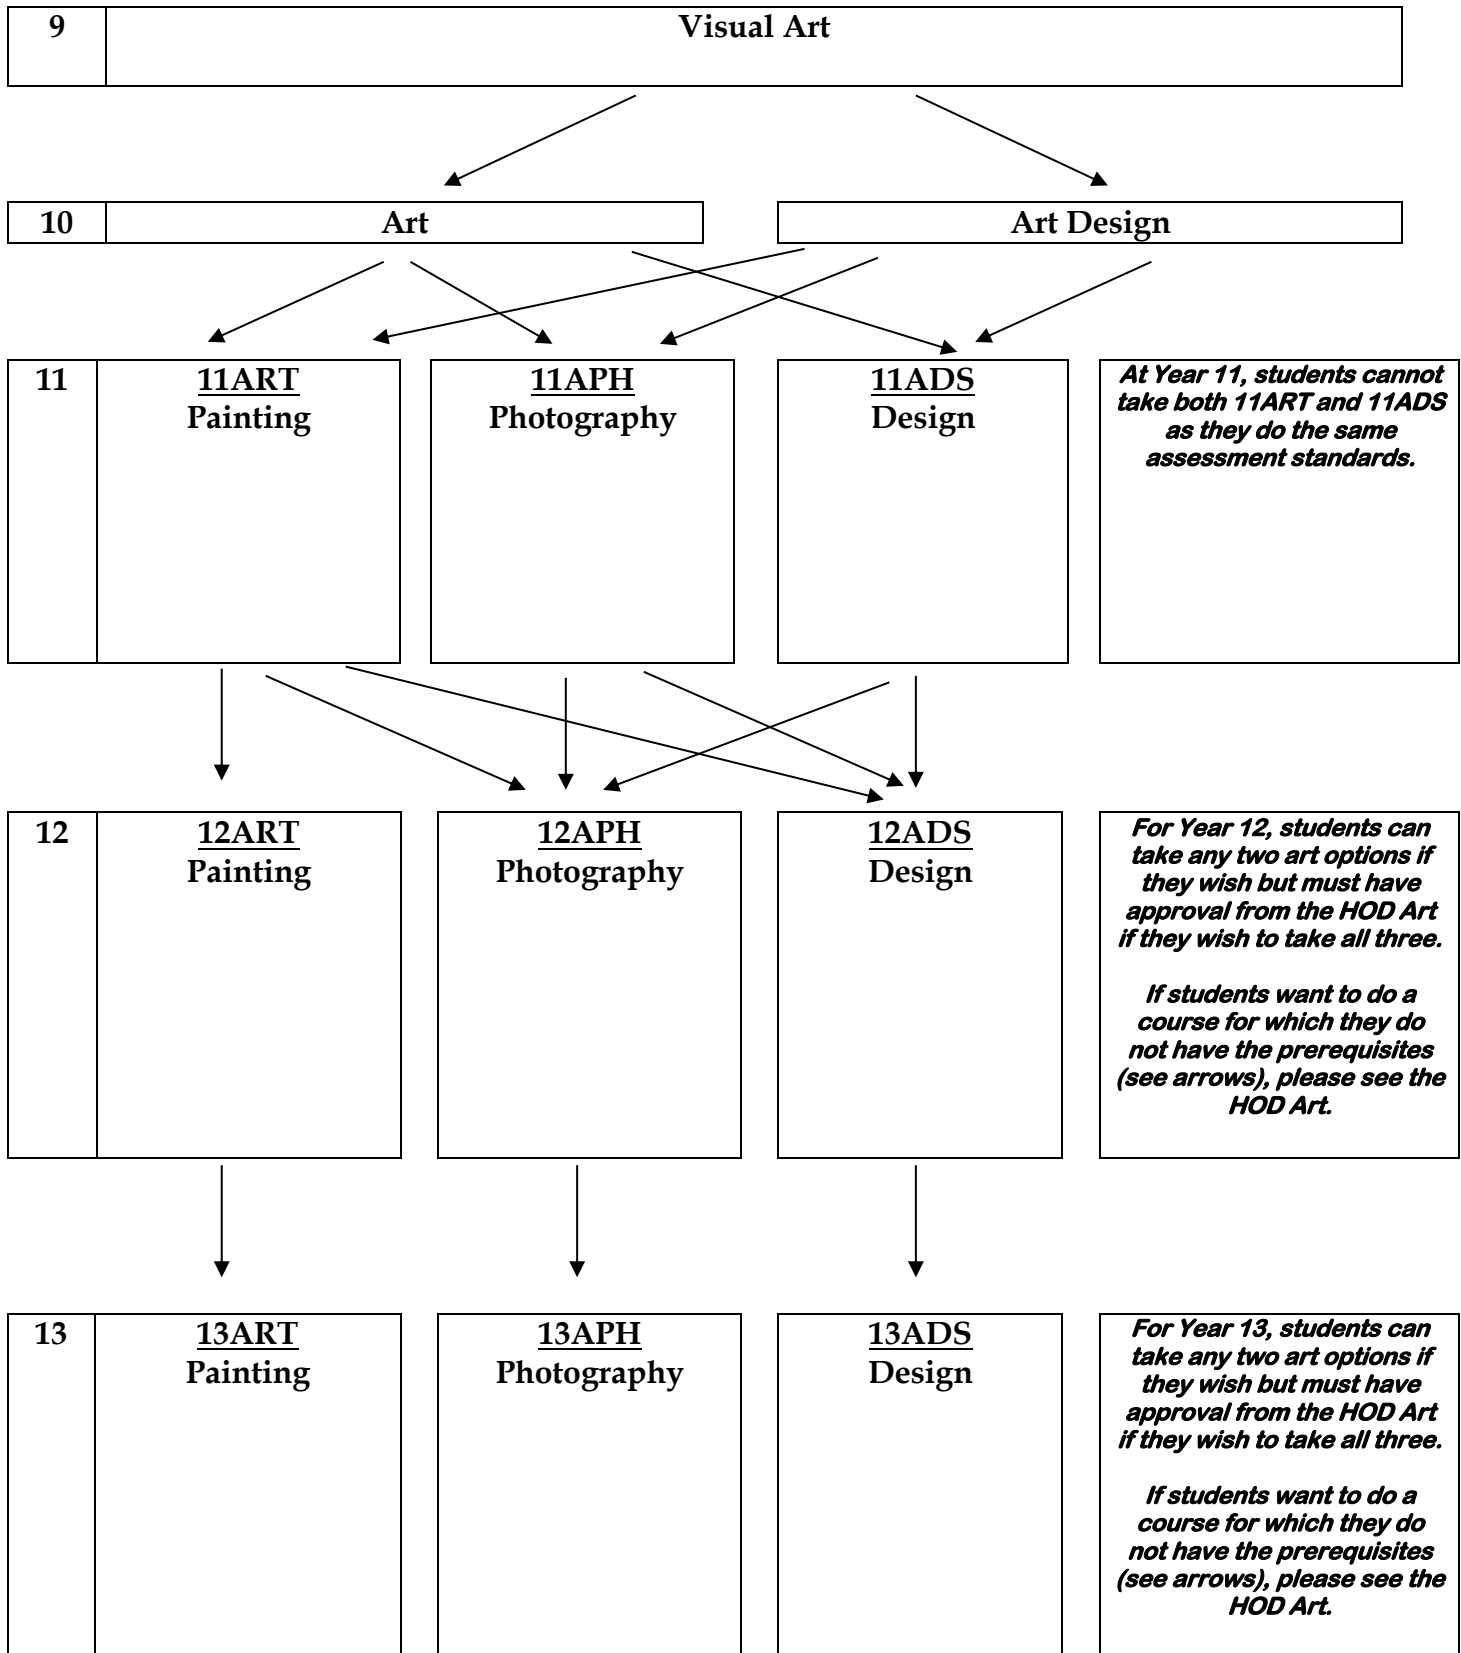 9
Visual Art
10
Art
Art Design
11
11ART
Painting
11APH
Photography
11ADS
Design
At Year 11, students cannot
take both 11ART and 11ADS
as they do the same
assessment standards.
12
12ART
Painting
12APH
Photography
12ADS
Design
For Year 12, students can
take any two art options if
they wish but must have
approval from the HOD Art
if they wish to take all three.
If students want to do a
course for which they do
not have the prerequisites
(see arrows), please see the
HOD Art.
13
13ART
Painting
13APH
Photography
13ADS
Design
For Year 13, students can
take any two art options if
they wish but must have
approval from the HOD Art
if they wish to take all three.
If students want to do a
course for which they do
not have the prerequisites
(see arrows), please see the
HOD Art.